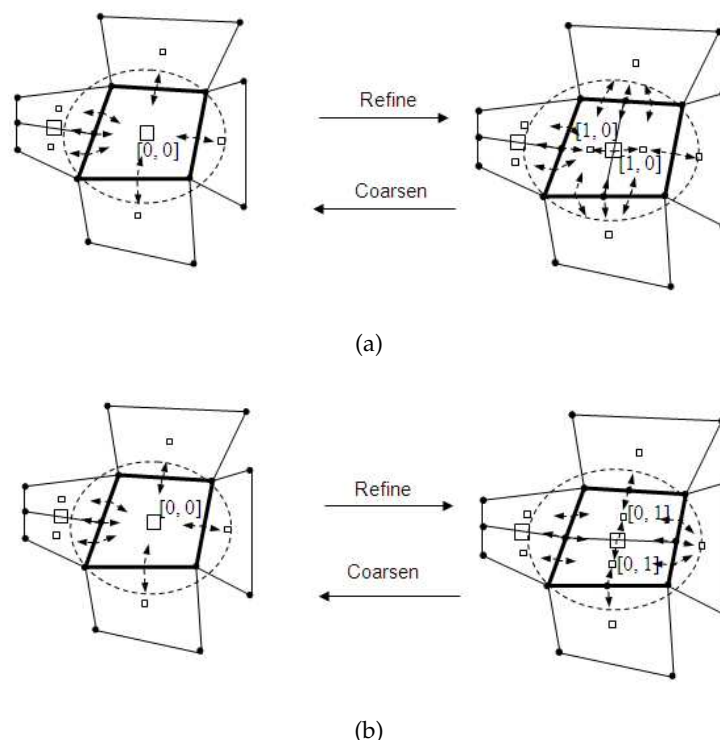 Refine
[1, 0]
[0, 0]
[1, 0]
Coarsen
(a)
Refine
[0, 0]
[0, 1]
[0, 1]
Coarsen
(b)